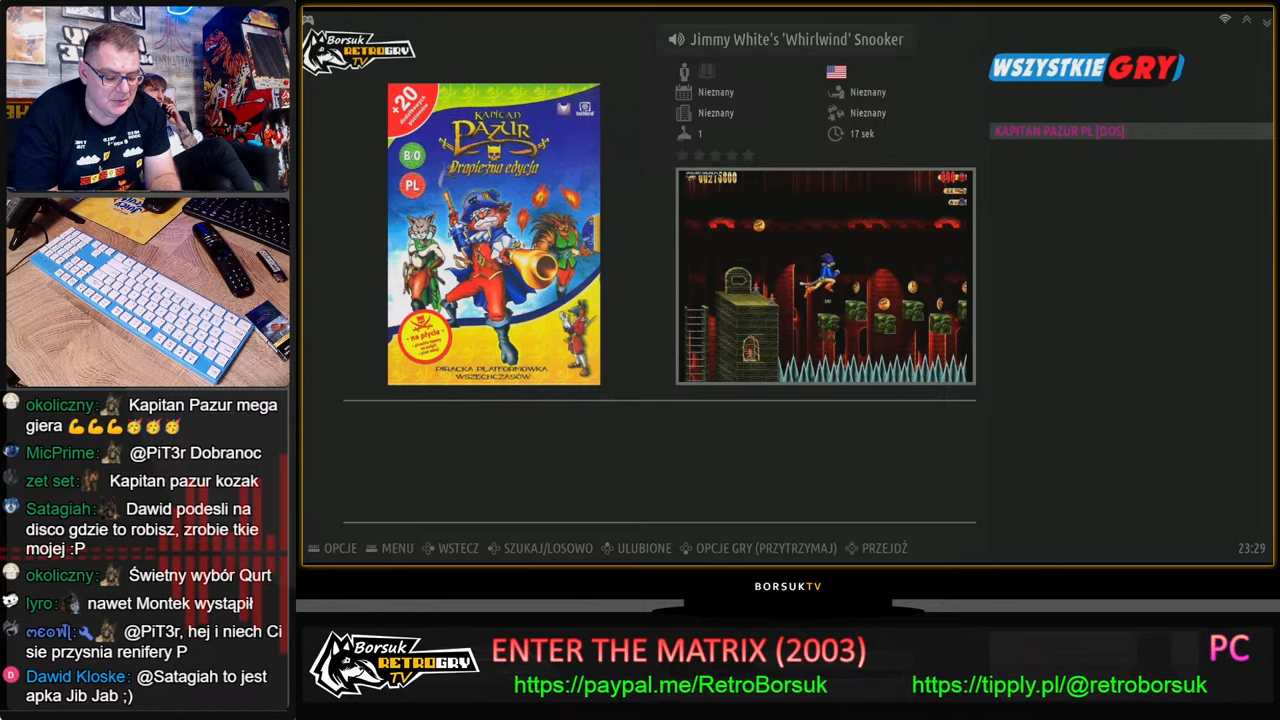 Borsuk
RETROGRY
TV
Jimmy White's 'Whirlwind' Snooker
WSZYSTKIE GRY
Nieznany
Nieznany
Nieznany
Nieznany
1
17 sek
KAPITAN PAZUR PL [DOS]
+20
KAPITAN
PAZUR
Drapieżna edycja
B/O
PL
na płycie
PIRACKA PLATFORMÓWKA
WSZECHCZASÓW
OPCJE
MENU
WSTECZ
SZUKAJ/LOSOWO
ULUBIONE
OPCJE GRY (PRZYTRZYMAJ)
PRZEJDŹ
23:29
okoliczny: Kapitan Pazur mega
giera 💪💪💪🥳🥳🥳
MicPrime: @PiT3r Dobranoc
zet set: Kapitan pazur kozak
Satagiah: Dawid podesli na
disco gdzie to robisz, zrobie tkie
mojej :P
okoliczny: Świetny wybór Qurt
lyro: nawet Montek wystąpił
@PiT3r, hej i niech Ci
sie przysnia renifery P
Dawid Kloske: @Satagiah to jest
apka Jib Jab ;)
BORSUKTV
Borsuk
RETROGRY
TV
ENTER THE MATRIX (2003)
PC
https://paypal.me/RetroBorsuk
https://tipply.pl/@retroborsuk